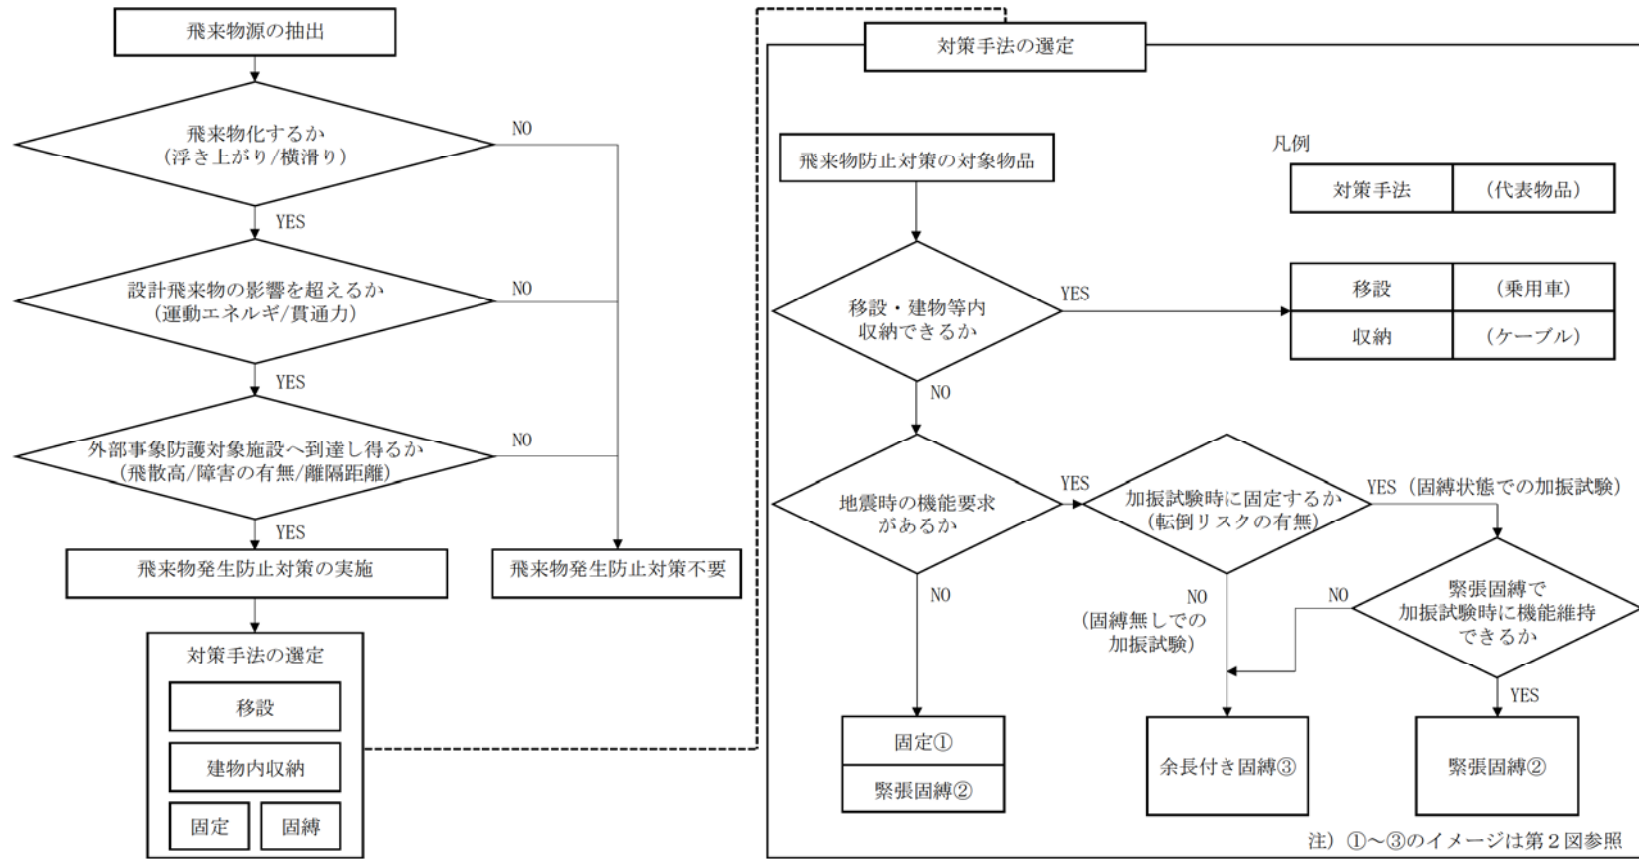 飛来物源の抽出
飛来物化するか
(浮き上がり/横滑り)
NO
YES
設計飛来物の影響を超えるか
(運動エネルギ/貫通力)
NO
YES
外部事象防護対象施設へ到達し得るか
(飛散高/障害の有無/離隔距離)
NO
YES
飛来物発生防止対策の実施
飛来物発生防止対策不要
対策手法の選定
移設
建物内収納
固定
固縛
対策手法の選定
飛来物防止対策の対象物品
凡例
対策手法
(代表物品)
移設・建物等内
収納できるか
YES
移設
(乗用車)
収納
(ケーブル)
NO
地震時の機能要求
があるか
YES
加振試験時に固定するか
(転倒リスクの有無)
YES(固縛状態での加振試験)
NO
NO
(固縛無しでの
加振試験)
緊張固縛で
加振試験時に機能維持
できるか
NO
YES
固定①
緊張固縛②
余長付き固縛③
緊張固縛②
注)①~③のイメージは第2図参照